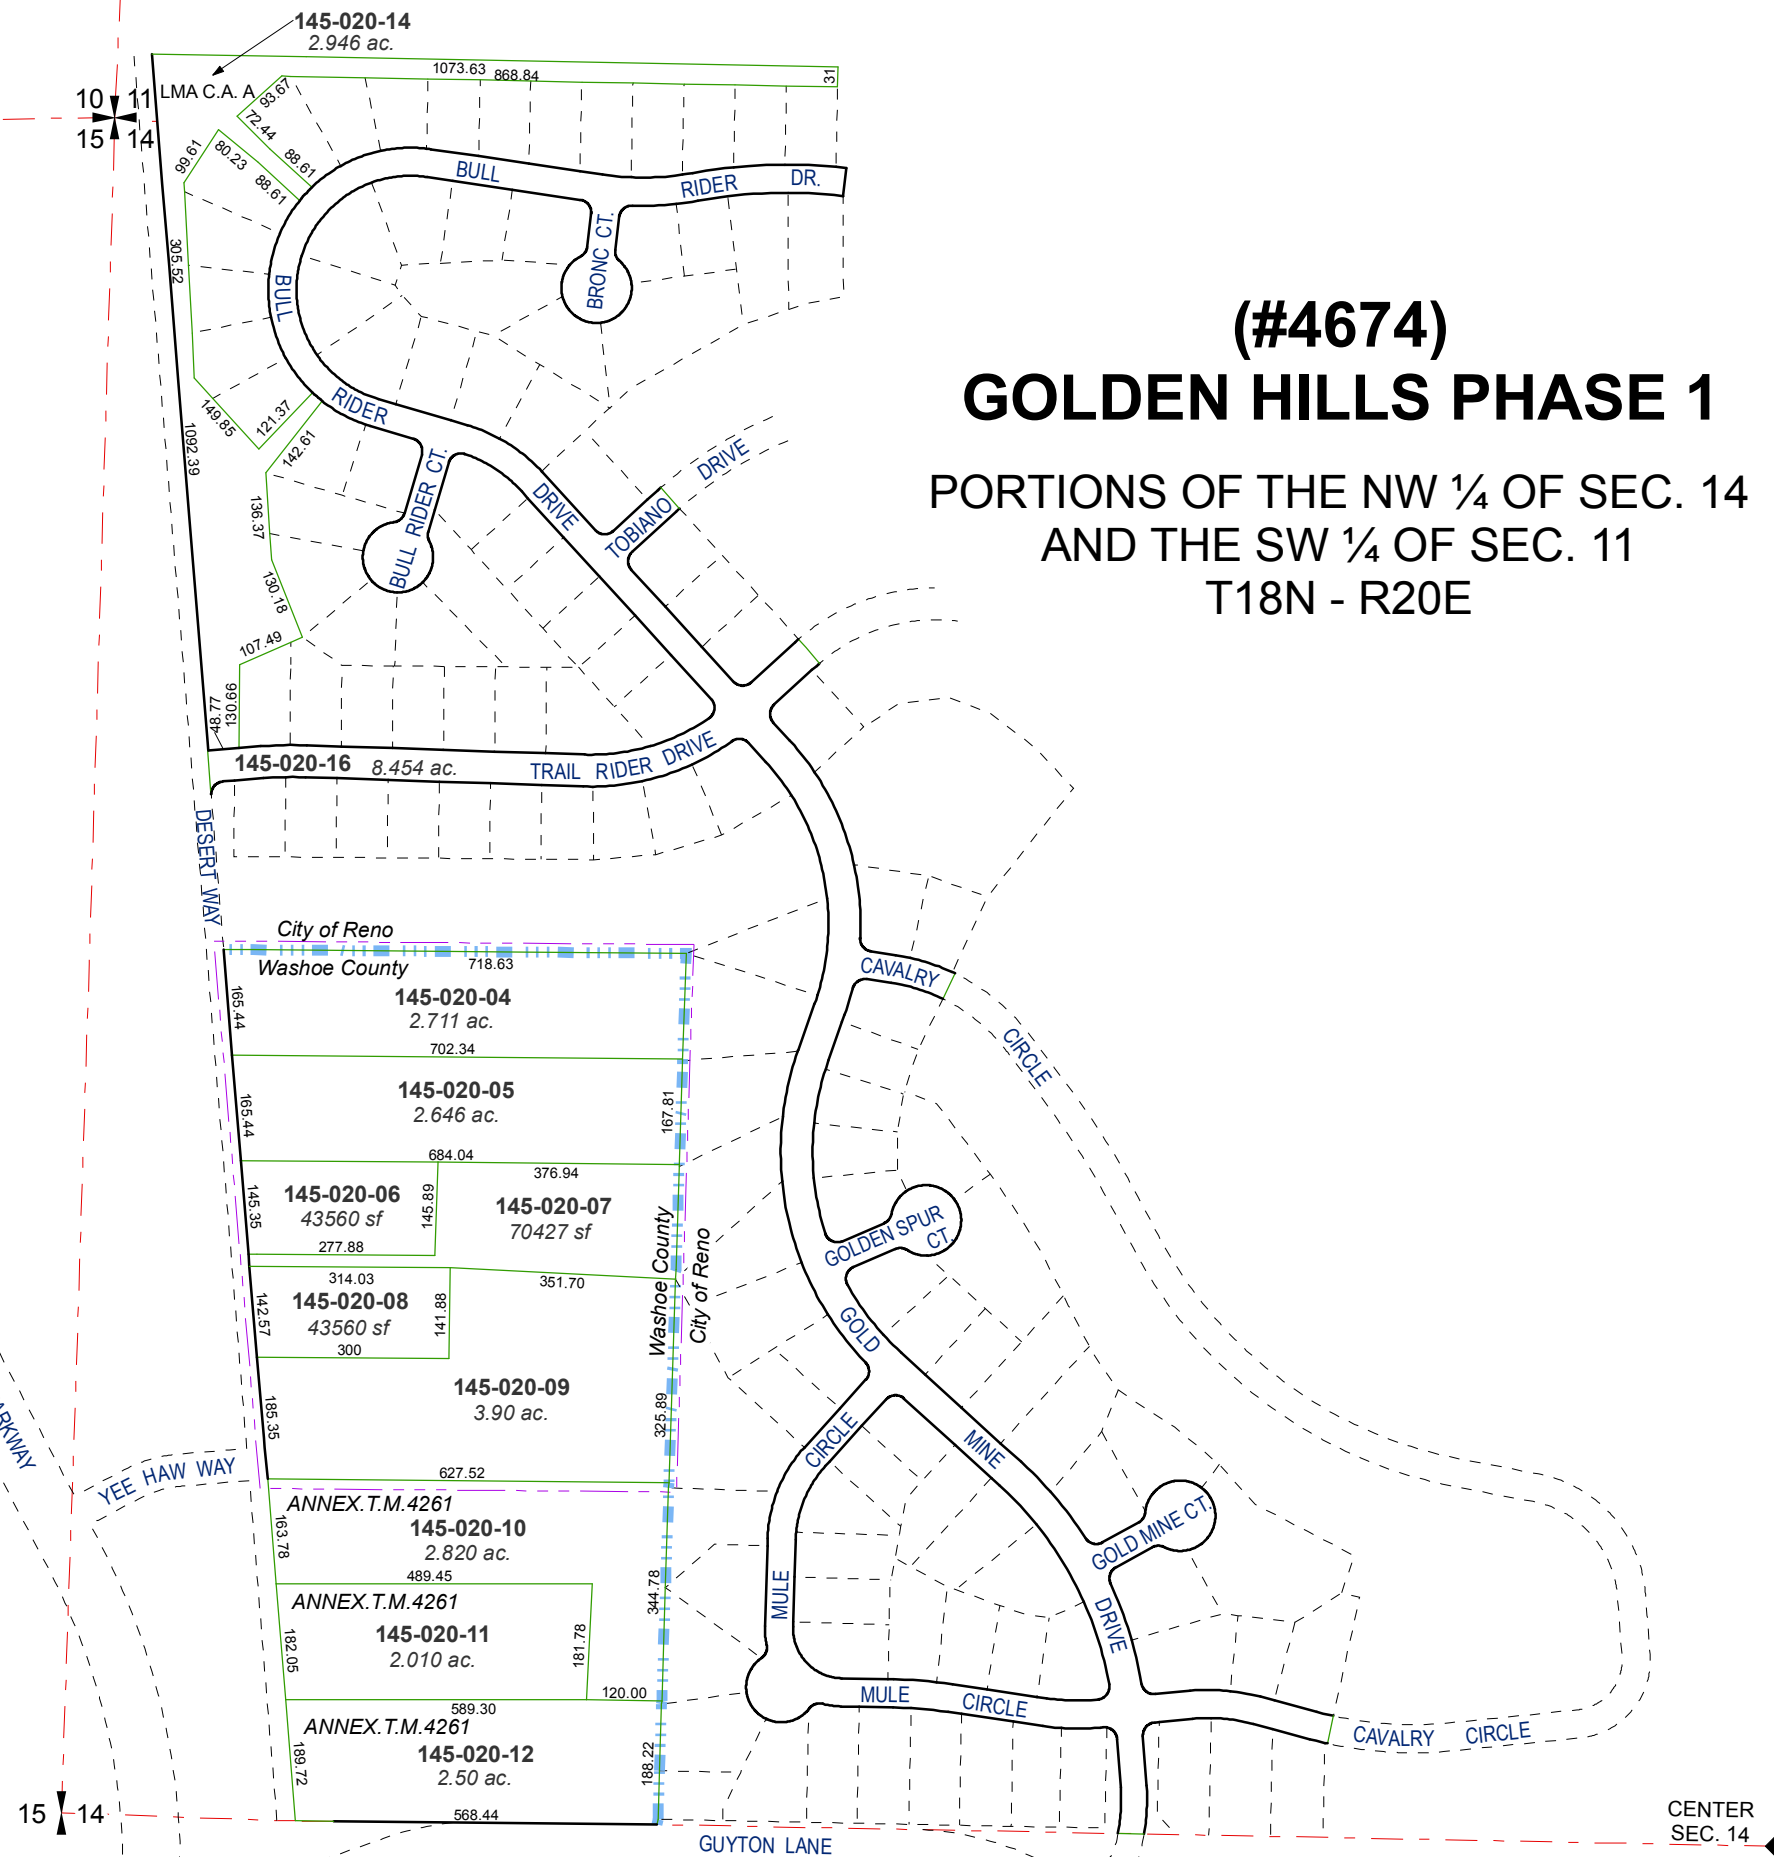 145-020-14
2.946 ac.
1073.63
868.84
31
LMA C.A. A
93.67
72.44
88.61
10 11
15 14
99.61
80.23
88.61
BULL
RIDER
DR.
BRONC CT.
305.52
BULL
(#4674)
GOLDEN HILLS PHASE 1
PORTIONS OF THE NW ¼ OF SEC. 14
AND THE SW ¼ OF SEC. 11
T18N - R20E
RIDER
149.85
121.37
142.61
1092.39
BULL RIDER CT.
DRIVE
TOBIANO
DRIVE
136.37
130.18
107.49
48.77
130.66
145-020-16
8.454 ac.
TRAIL RIDER DRIVE
DESERT WAY
City of Reno
Washoe County
718.63
165.44
145-020-04
2.711 ac.
CAVALRY
CIRCLE
702.34
165.44
145-020-05
2.646 ac.
167.81
684.04
376.94
145.35
145-020-06
43560 sf
145.89
145-020-07
70427 sf
277.88
Washoe County
City of Reno
GOLDEN SPUR
CT.
314.03
351.70
142.57
145-020-08
43560 sf
141.88
300
GOLD
145-020-09
3.90 ac.
185.35
325.89
CIRCLE
MINE
ARKWAY
YEE HAW WAY
627.52
ANNEX.T.M.4261
145-020-10
2.820 ac.
163.78
GOLD MINE CT.
489.45
344.78
ANNEX.T.M.4261
145-020-11
2.010 ac.
182.05
181.78
MULE
DRIVE
120.00
589.30
MULE
CIRCLE
ANNEX.T.M.4261
145-020-12
2.50 ac.
189.72
188.22
CAVALRY
CIRCLE
568.44
15 14
GUYTON LANE
CENTER
SEC. 14